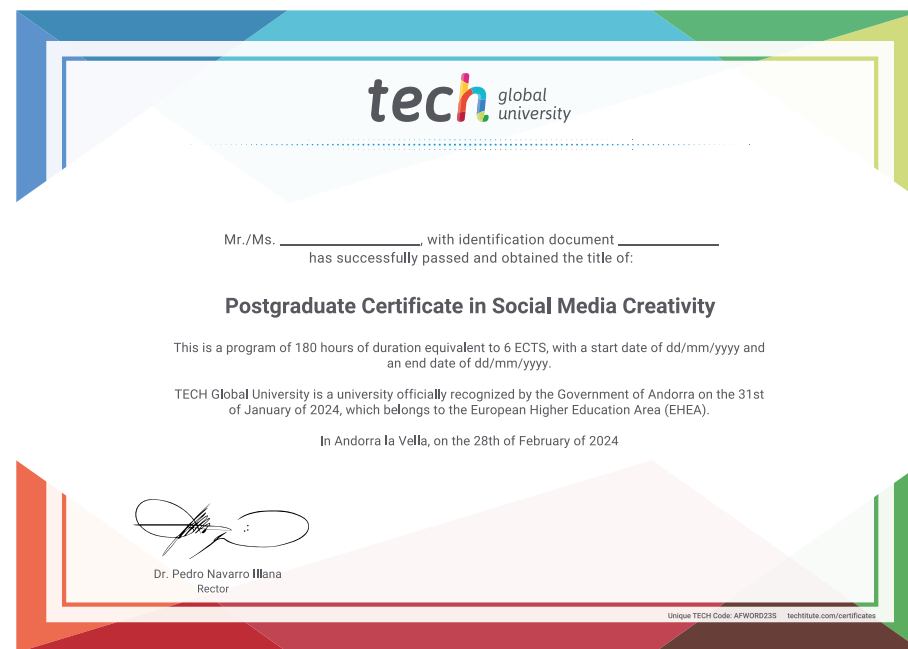 tech global university
Mr./Ms. ____________________, with identification document ______________
has successfully passed and obtained the title of:
Postgraduate Certificate in Social Media Creativity
This is a program of 180 hours of duration equivalent to 6 ECTS, with a start date of dd/mm/yyyy and
an end date of dd/mm/yyyy.
TECH Global University is a university officially recognized by the Government of Andorra on the 31st
of January of 2024, which belongs to the European Higher Education Area (EHEA).
In Andorra la Vella, on the 28th of February of 2024
Dr. Pedro Navarro Illana
Rector
Unique TECH Code: AFWORD23S techtitute.com/certificates